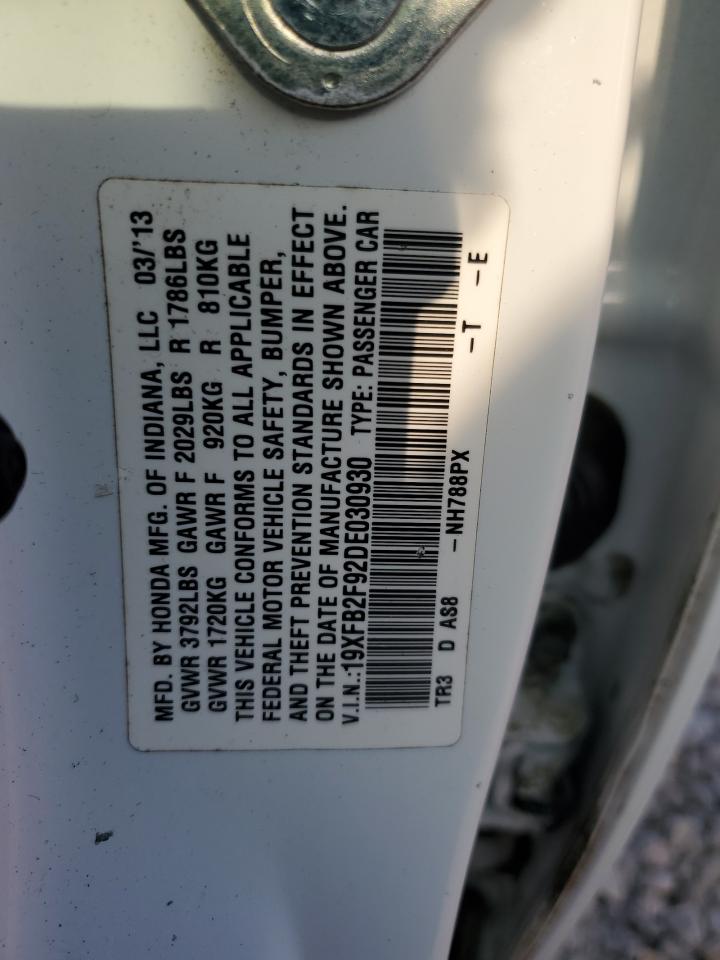 MFD. BY HONDA MFG. OF INDIANA, LLC 03/'13
GVWR 3792LBS GAWR F 2029LBS R 1786LBS
GVWR 1720KG GAWR F 920KG R 810KG
THIS VEHICLE CONFORMS TO ALL APPLICABLE
FEDERAL MOTOR VEHICLE SAFETY, BUMPER,
AND THEFT PREVENTION STANDARDS IN EFFECT
ON THE DATE OF MANUFACTURE SHOWN ABOVE.
V.I.N.:19XFB2F92DE030930 TYPE: PASSENGER CAR
TR3 D AS8 -NH788PX -T -E